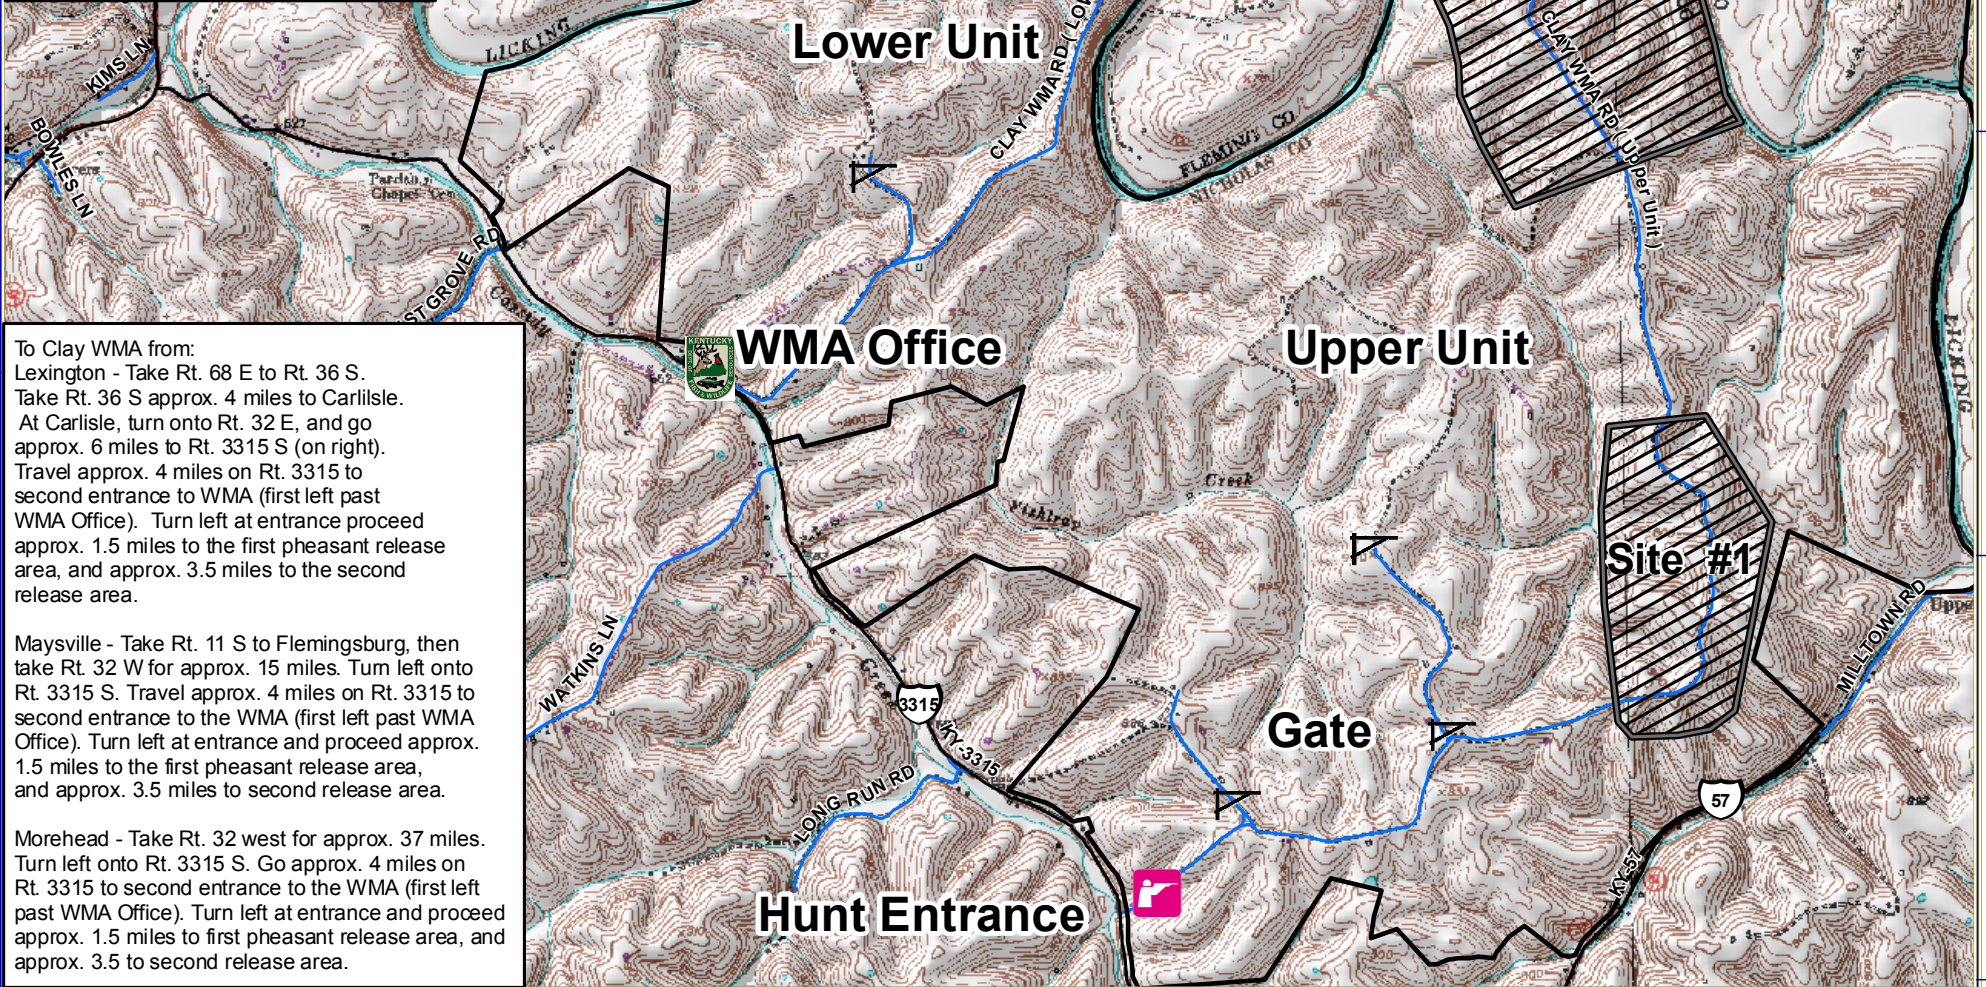 LICKING
Lower Unit
CLAY WMA RD ( LOW
CLAY WMA RD ( Upper Unit )
KIMS LN
BOWLES LN
527
Pardan
Chapel Cem
FLEMING CO
NICHOLAS CO
STGROVE RD
Cassidy
KENTUCKY
FISH & WILDLIFE
WMA Office
Upper Unit
LICKING
To Clay WMA from:
Lexington - Take Rt. 68 E to Rt. 36 S.
Take Rt. 36 S approx. 4 miles to Carlilsle.
At Carlisle, turn onto Rt. 32 E, and go
approx. 6 miles to Rt. 3315 S (on right).
Travel approx. 4 miles on Rt. 3315 to
second entrance to WMA (first left past
WMA Office). Turn left at entrance proceed
approx. 1.5 miles to the first pheasant release
area, and approx. 3.5 miles to the second
release area.
Maysville - Take Rt. 11 S to Flemingsburg, then
take Rt. 32 W for approx. 15 miles. Turn left onto
Rt. 3315 S. Travel approx. 4 miles on Rt. 3315 to
second entrance to the WMA (first left past WMA
Office). Turn left at entrance and proceed approx.
1.5 miles to the first pheasant release area,
and approx. 3.5 miles to second release area.
Morehead - Take Rt. 32 west for approx. 37 miles.
Turn left onto Rt. 3315 S. Go approx. 4 miles on
Rt. 3315 to second entrance to the WMA (first left
past WMA Office). Turn left at entrance and proceed
approx. 1.5 miles to first pheasant release area, and
approx. 3.5 to second release area.
Creek
Site #1
Upper
MILLTOWN RD
WATKINS LN
Creek
3315
KY-3315
Gate
LONG RUN RD
57
KY-57
Hunt Entrance